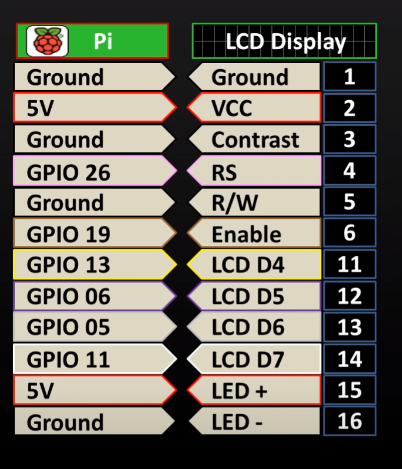 Pi LCD Display
Ground Ground 1
5V VCC 2
Ground Contrast 3
GPIO 26 RS 4
Ground R/W 5
GPIO 19 Enable 6
GPIO 13 LCD D4 11
GPIO 06 LCD D5 12
GPIO 05 LCD D6 13
GPIO 11 LCD D7 14
5V LED + 15
Ground LED - 16